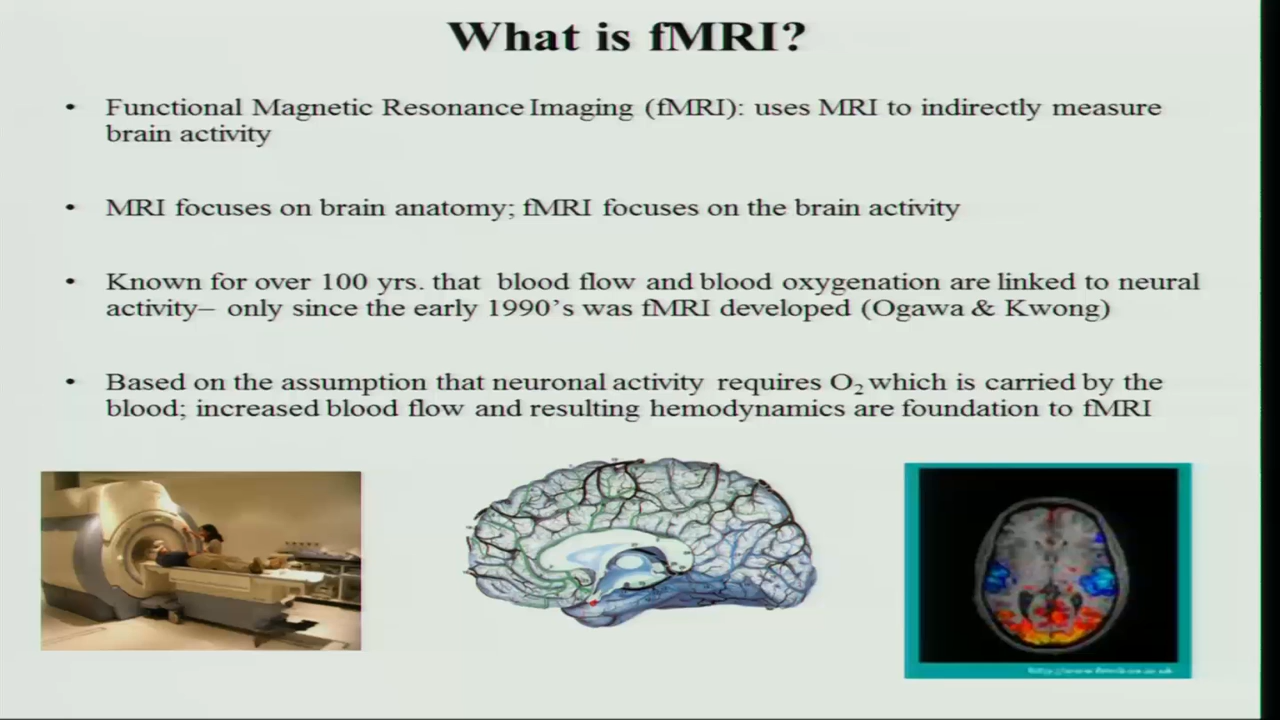 What is fMRI?
• Functional Magnetic Resonance Imaging (fMRI): uses MRI to indirectly measure
brain activity
• MRI focuses on brain anatomy; fMRI focuses on the brain activity
• Known for over 100 yrs. that blood flow and blood oxygenation are linked to neural
activity– only since the early 1990's was fMRI developed (Ogawa & Kwong)
• Based on the assumption that neuronal activity requires O₂ which is carried by the
blood; increased blood flow and resulting hemodynamics are foundation to fMRI